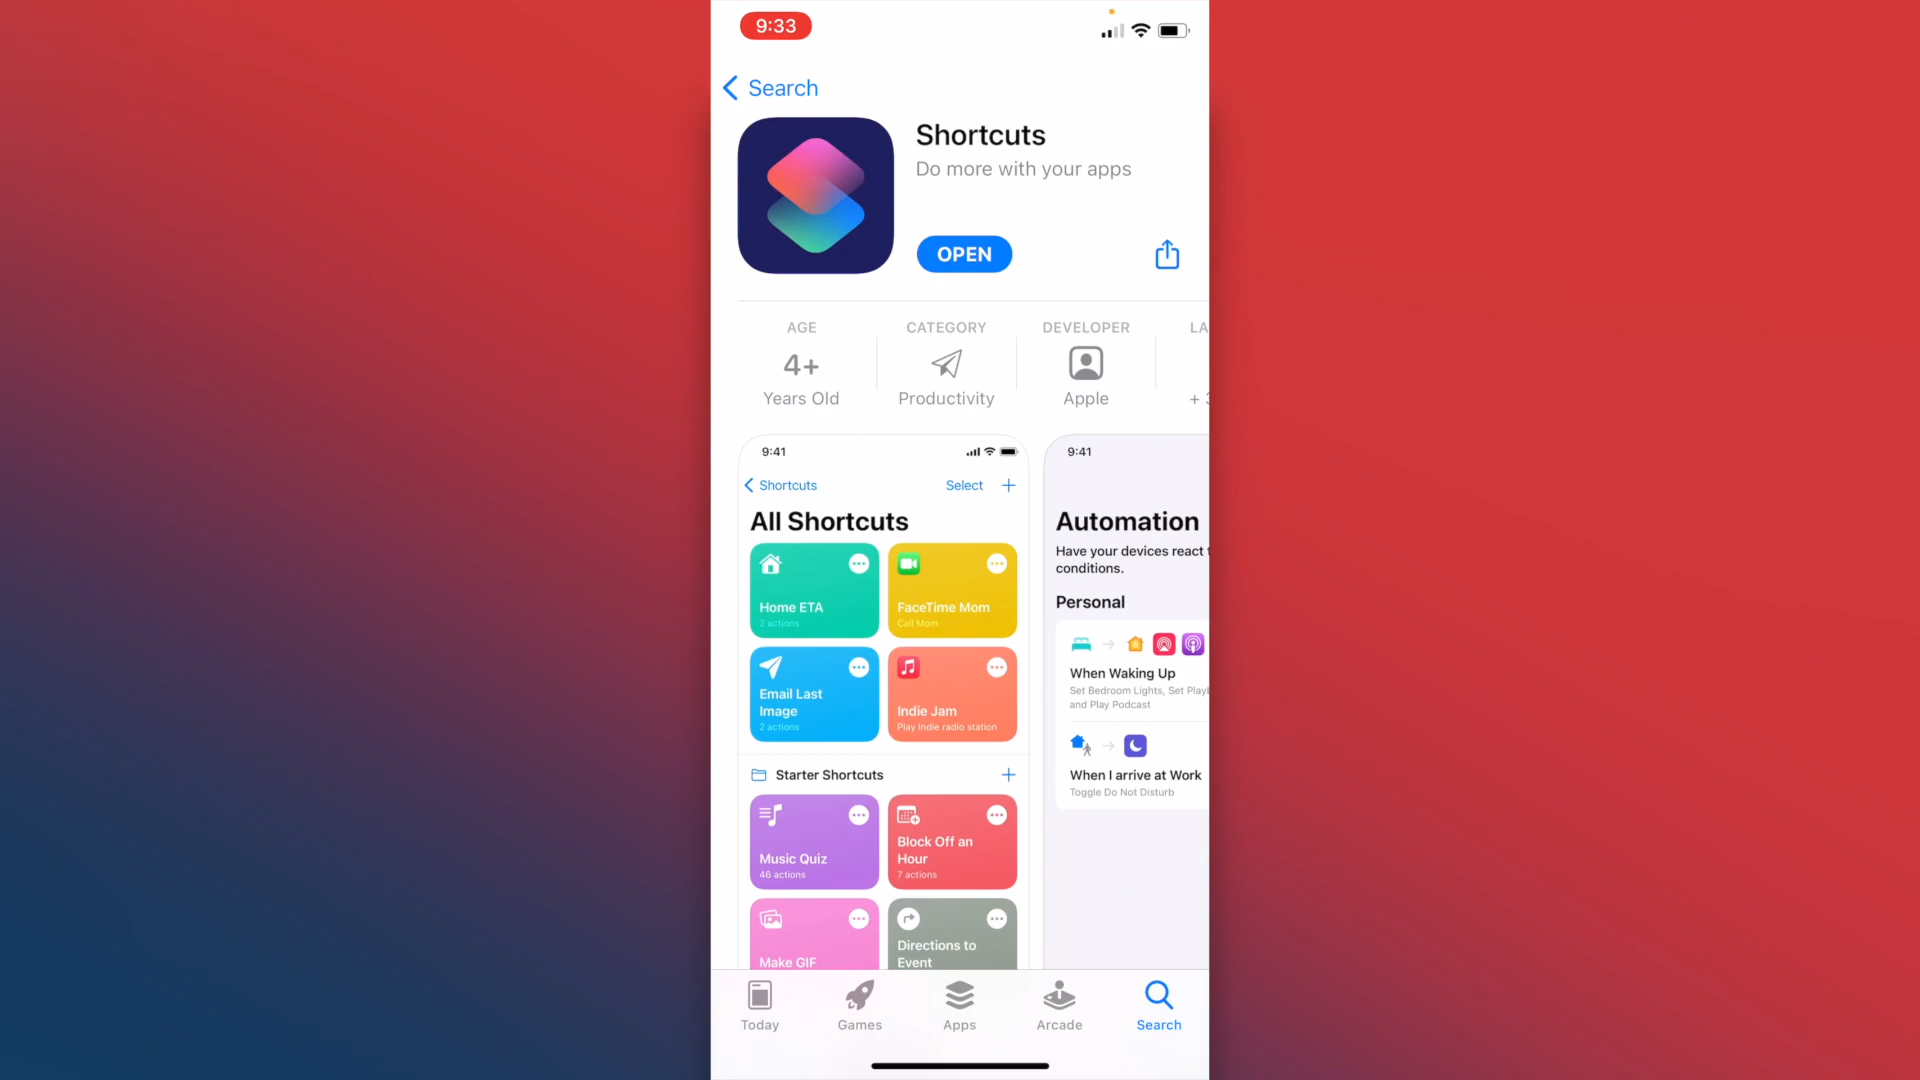 9:33
Search
Shortcuts
Do more with your apps
OPEN
AGE
CATEGORY
DEVELOPER
LA
4+
Years Old
Productivity
Apple
+ 3
9:41
Shortcuts
Select
All Shortcuts
Home ETA
2 actions
FaceTime Mom
Call Mom
Email Last
Image
2 actions
Indie Jam
Play Indie radio station
Starter Shortcuts
Music Quiz
46 actions
Block Off an
Hour
7 actions
Make GIF
Directions to
Event
9:41
Automation
Have your devices react t
conditions.
Personal
When Waking Up
Set Bedroom Lights, Set Playb
and Play Podcast
When I arrive at Work
Toggle Do Not Disturb
Today
Games
Apps
Arcade
Search